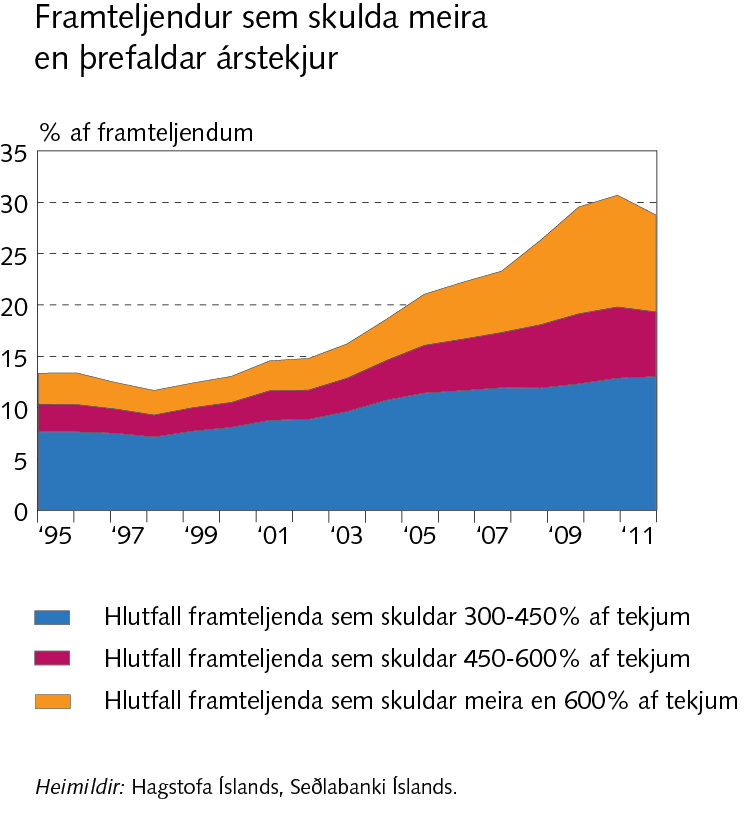 Framteljendur sem skulda meira
en þrefaldar árstekjur
% af framteljendum
35
30
25
20
15
10
5
0
‘95 ‘97 ‘99 ‘01 ‘03 ‘05 ‘07 ‘09 ‘11
Hlutfall framteljenda sem skuldar 300-450% af tekjum
Hlutfall framteljenda sem skuldar 450-600% af tekjum
Hlutfall framteljenda sem skuldar meira en 600% af tekjum
Heimildir: Hagstofa Íslands, Seðlabanki Íslands.